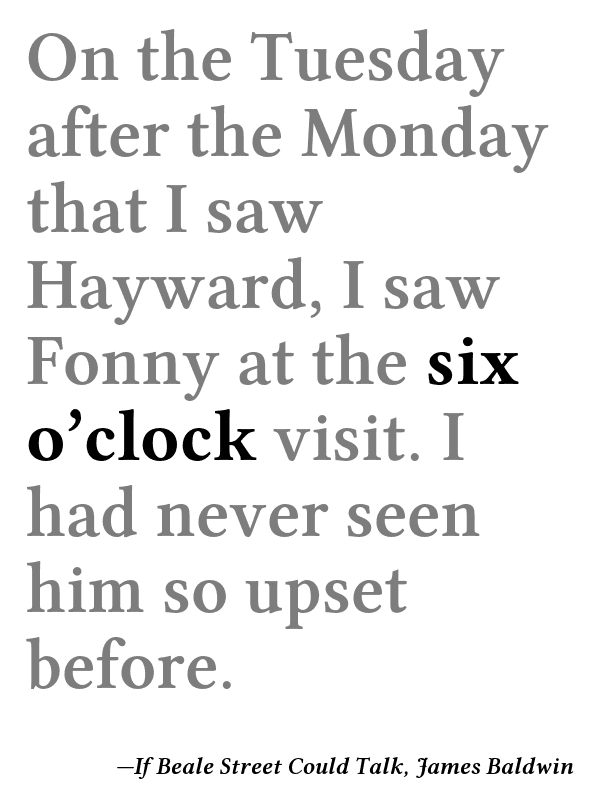 On the Tuesday
after the Monday
that I saw
Hayward, I saw
Fonny at the six
o’clock visit. I
had never seen
him so upset
before.
—If Beale Street Could Talk, James Baldwin